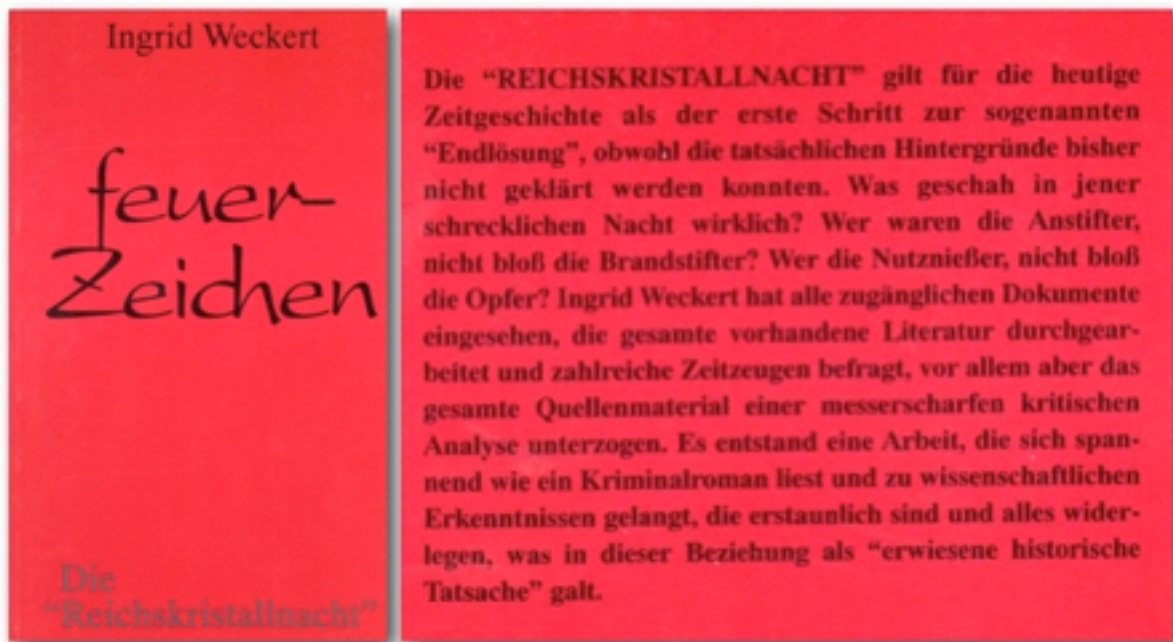 Ingrid Weckert
feuer-
Zeichen
Die
“Reichskristallnacht”
Die “REICHSKRISTALLNACHT” gilt für die heutige
Zeitgeschichte als der erste Schritt zur sogenannten
“Endlösung”, obwohl die tatsächlichen Hintergründe bisher
nicht geklärt werden konnten. Was geschah in jener
schrecklichen Nacht wirklich? Wer waren die Anstifter,
nicht bloß die Brandstifter? Wer die Nutznießer, nicht bloß
die Opfer? Ingrid Weckert hat alle zugänglichen Dokumente
eingesehen, die gesamte vorhandene Literatur durchgear-
beitet und zahlreiche Zeitzeugen befragt, vor allem aber das
gesamte Quellenmaterial einer messerscharfen kritischen
Analyse unterzogen. Es entstand eine Arbeit, die sich span-
nend wie ein Kriminalroman liest und zu wissenschaftlichen
Erkenntnissen gelangt, die erstaunlich sind und alles wider-
legen, was in dieser Beziehung als “erwiesene historische
Tatsache” galt.